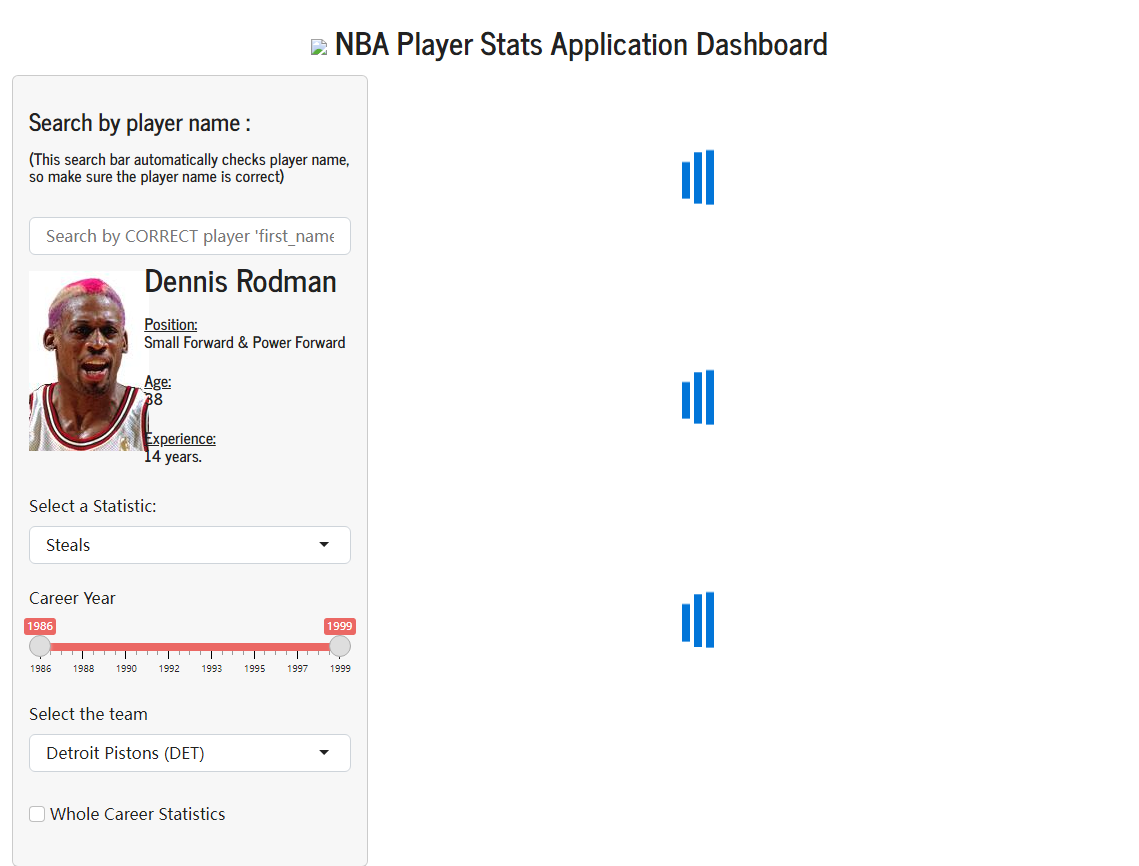 NBA Player Stats Application Dashboard
Search by player name :
(This search bar automatically checks player name,
so make sure the player name is correct)
Search by CORRECT player 'first_name
Dennis Rodman
Position:
Small Forward & Power Forward
Age:
38
Experience:
14 years.
Select a Statistic:
Steals
Career Year
1986 1999
1986 1988 1990 1992 1993 1995 1997 1999
Select the team
Detroit Pistons (DET)
Whole Career Statistics